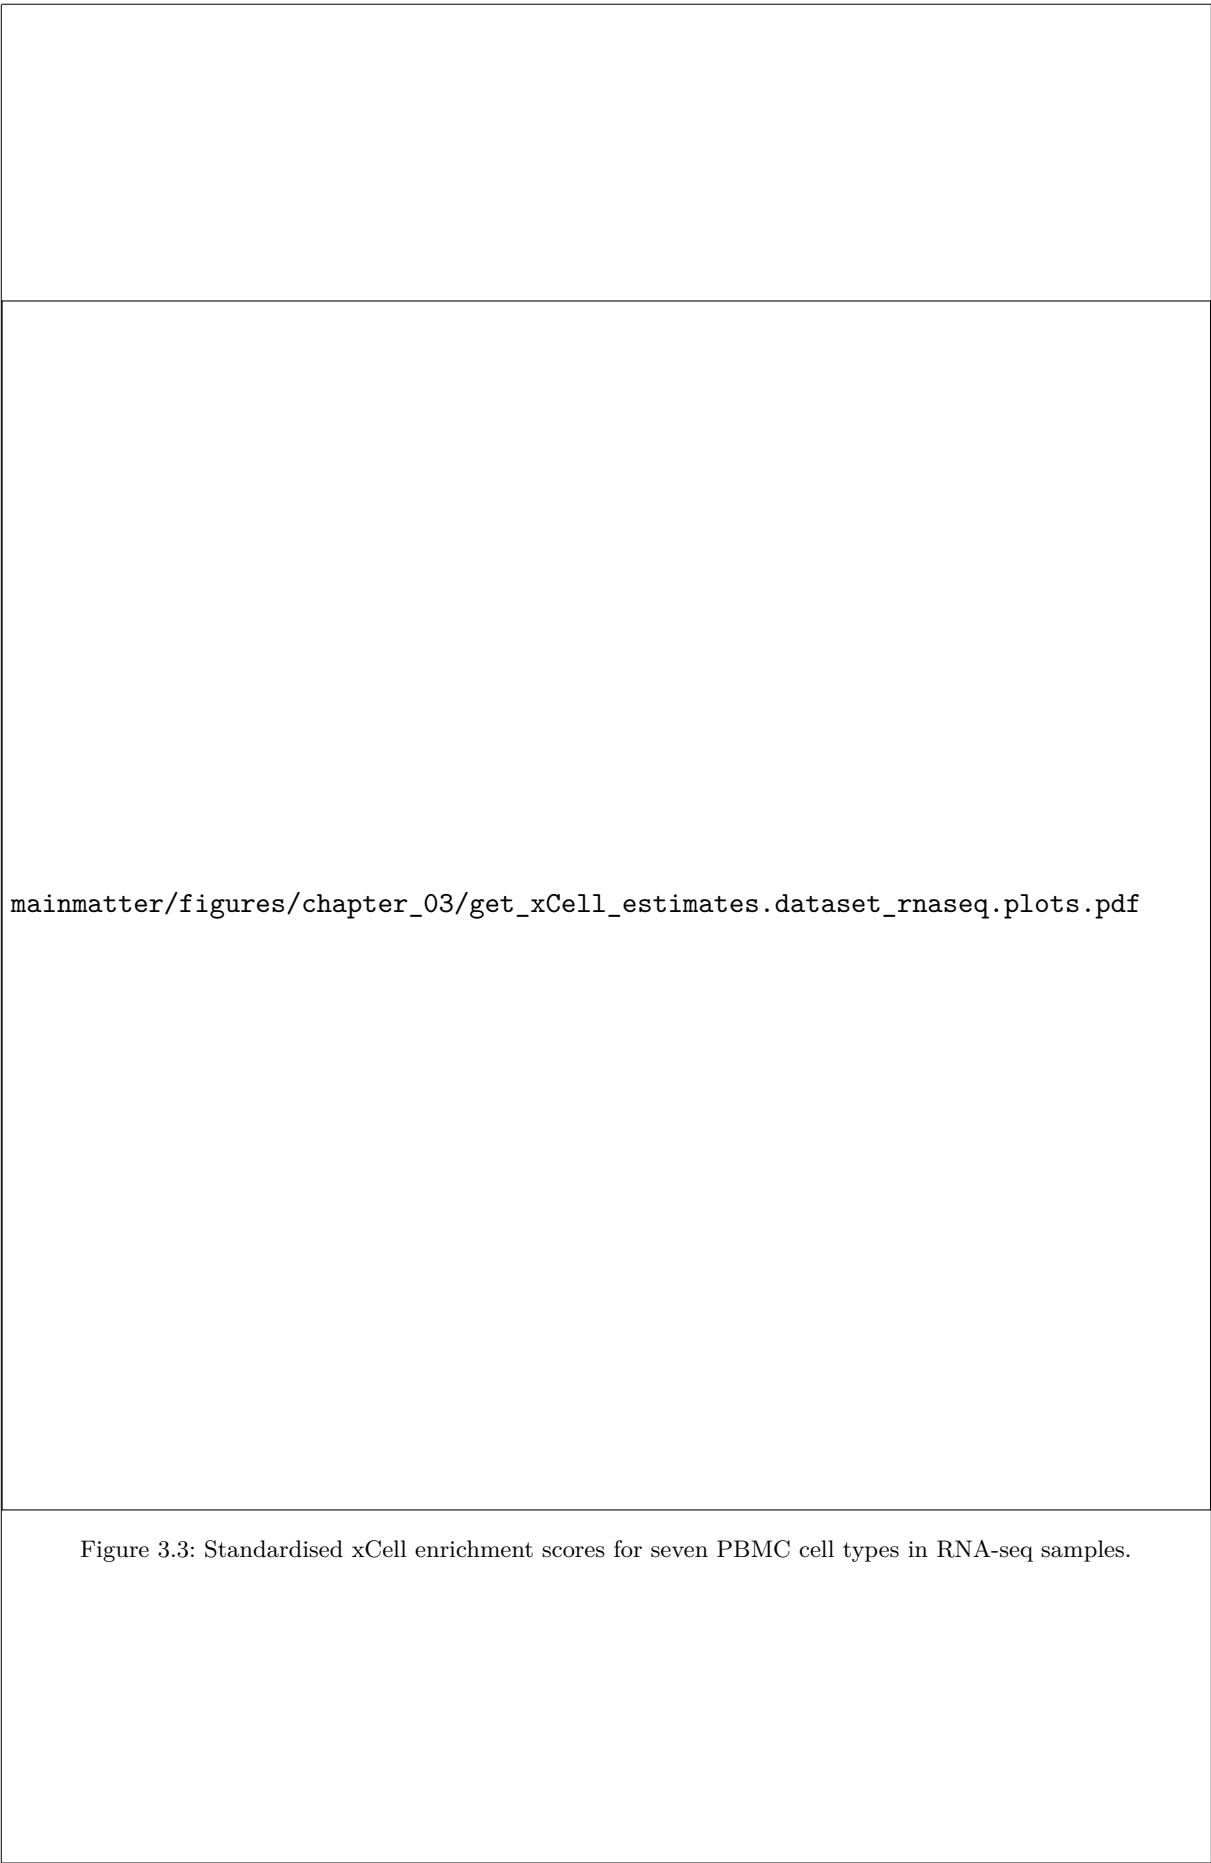 mainmatter/figures/chapter_03/get_xCell_estimates.dataset_rnaseq.plots.pdf
Figure 3.3: Standardised xCell enrichment scores for seven PBMC cell types in RNA-seq samples.